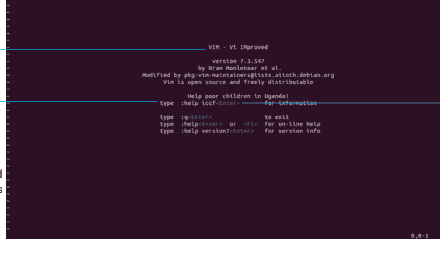 VIM - Vi IMproved
version 7.3.547
by Bram Moolenaar et al.
Modified by pkg-vim-maintainers@lists.alioth.debian.org
Vim is open source and freely distributable
Help poor children in Uganda!
type :help iccf<Enter> for information
type :q<Enter> to exit
type :help<Enter> or <F1> for on-line help
type :help version7<Enter> for version info
0,0-1